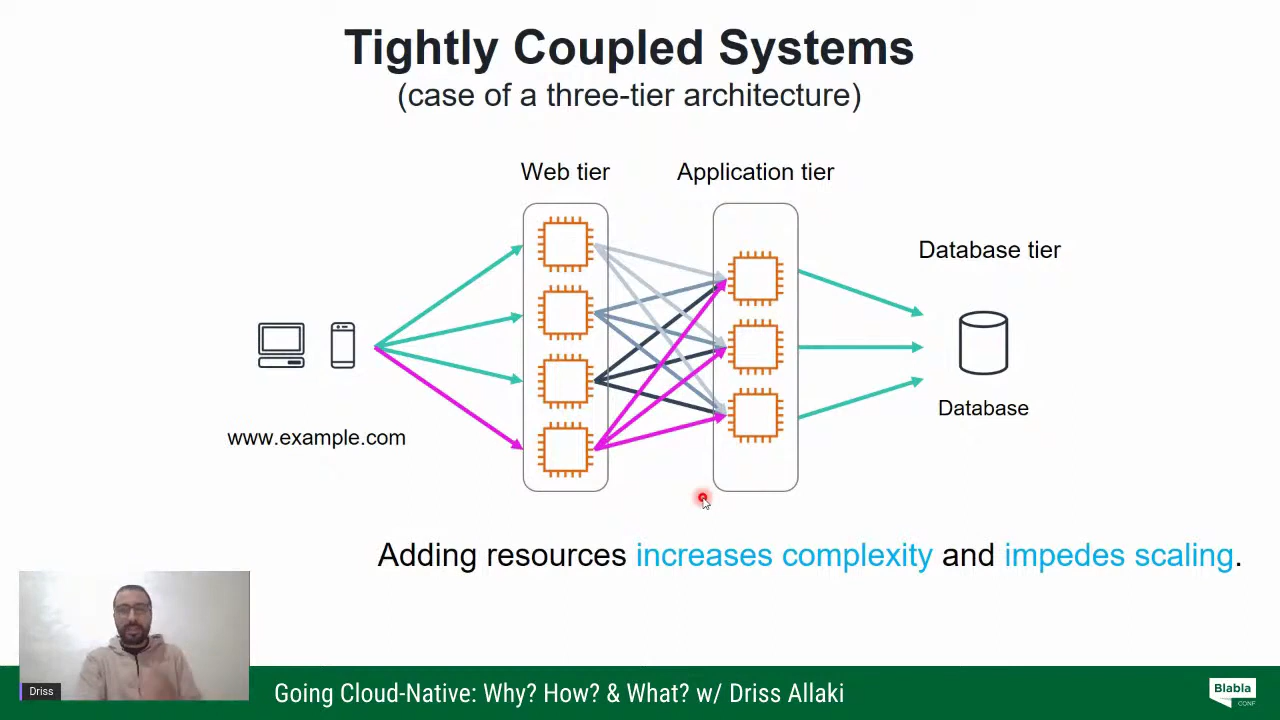 Tightly Coupled Systems
(case of a three-tier architecture)
Web tier
Application tier
Database tier
Database
www.example.com
Adding resources increases complexity and impedes scaling.
Driss
Going Cloud-Native: Why? How? & What? w/ Driss Allaki
Blabla
CONF